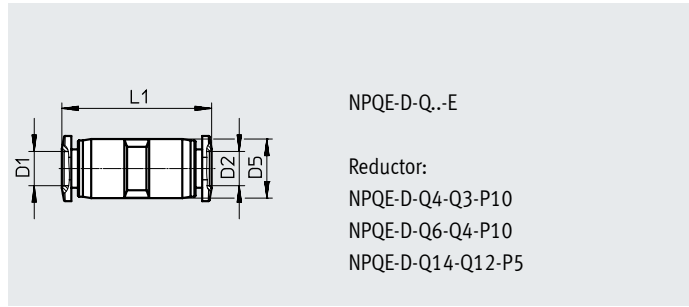 L1
D1
D2
D5
NPQE-D-Q..-E
Reductor:
NPQE-D-Q4-Q3-P10
NPQE-D-Q6-Q4-P10
NPQE-D-Q14-Q12-P5